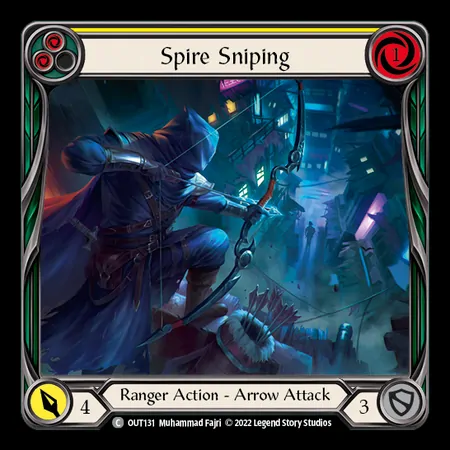 Spire Sniping
1
Ranger Action - Arrow Attack
4
3
C OUT131 Muhammad Fajri © 2022 Legend Story Studios